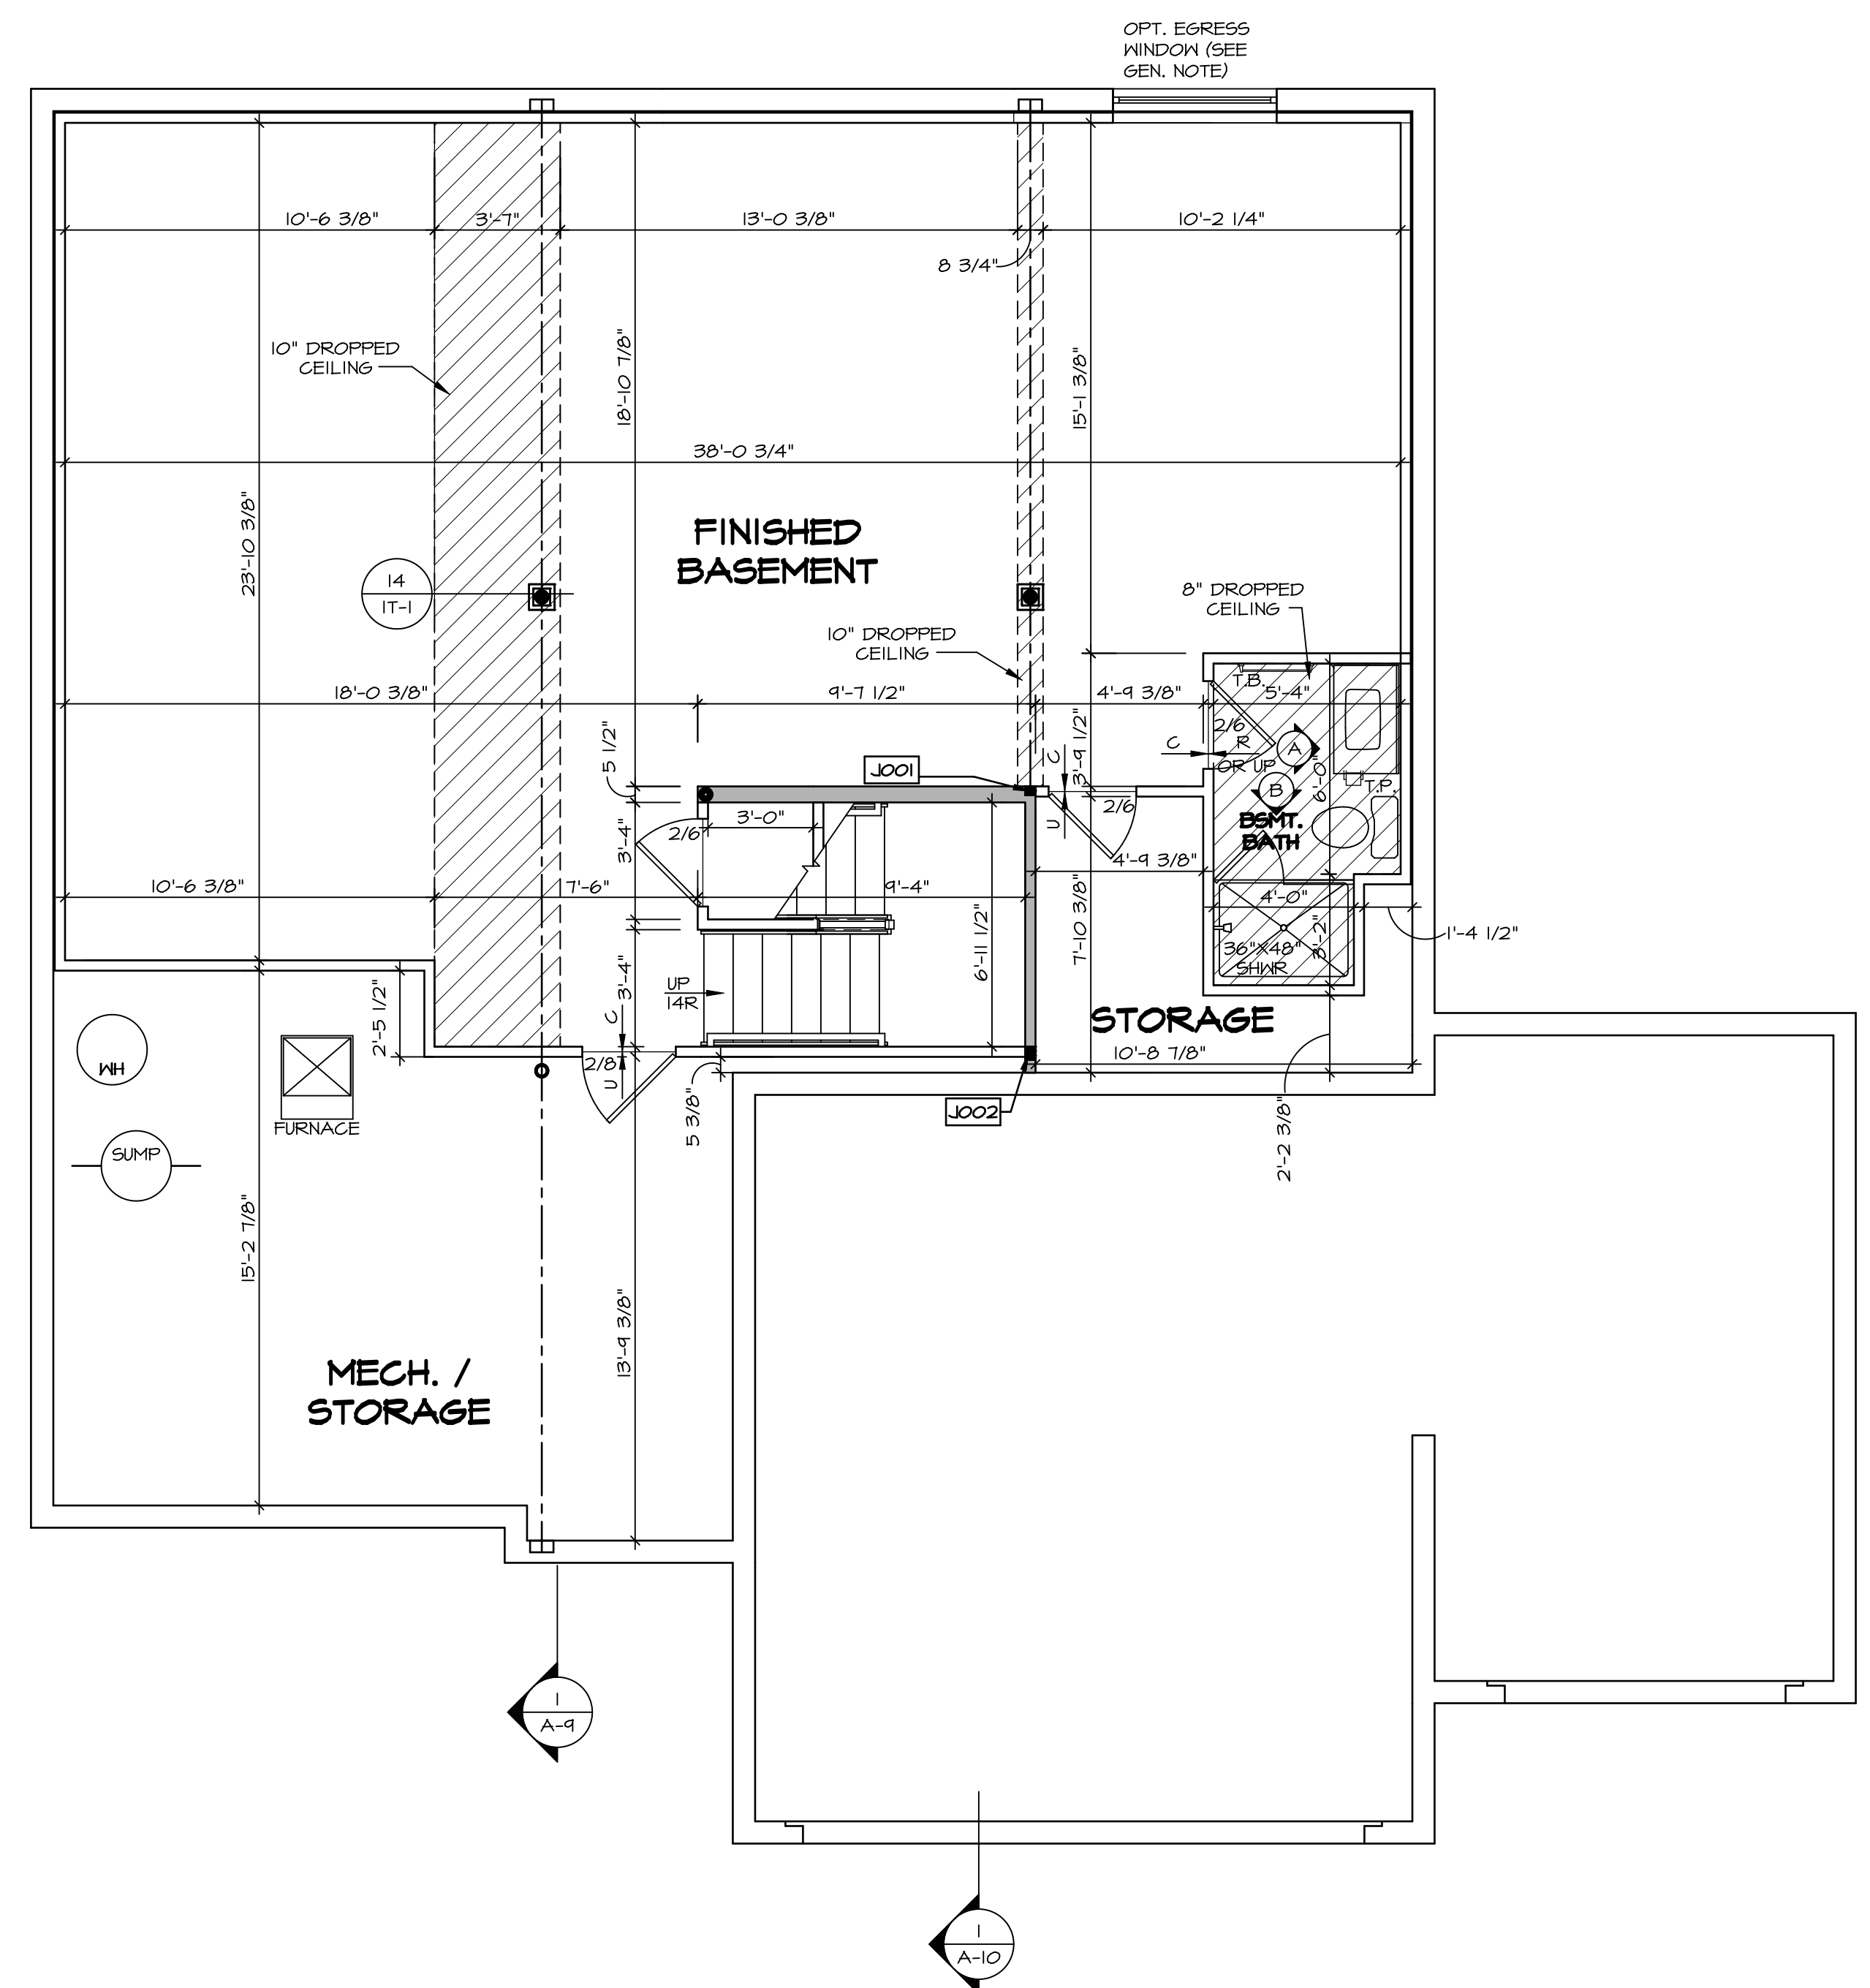 OPT. EGRESS
WINDOW (SEE
GEN. NOTE)
10'-6 3/8"
3'-7"
13'-0 3/8"
10'-2 1/4"
8 3/4"
10" DROPPED
CEILING
18'-10 7/8"
15'-1 3/8"
38'-0 3/4"
23'-10 3/8"
FINISHED
BASEMENT
14
1T-1
8" DROPPED
CEILING
10" DROPPED
CEILING
18'-0 3/8"
9'-7 1/2"
4'-9 3/8"
T.B.
5'-4"
2/6
5 1/2"
C
3'-9 1/2"
C
R
A
OR UP
6'-0"
J001
B
T.P.
2/6
U
BSMT.
BATH
3'-0"
2/6
3'-4"
4'-9 3/8"
10'-6 3/8"
7'-6"
9'-4"
4'-0"
1'-4 1/2"
6'-11 1/2"
7'-10 3/8"
36"X48"
SHWR
3'-2"
3'-4"
UP
14R
2'-5 1/2"
C
STORAGE
10'-8 7/8"
WH
2/8
U
5 3/8"
J002
FURNACE
2'-2 3/8"
SUMP
15'-2 7/8"
13'-9 3/8"
MECH. /
STORAGE
1
A-9
1
A-10